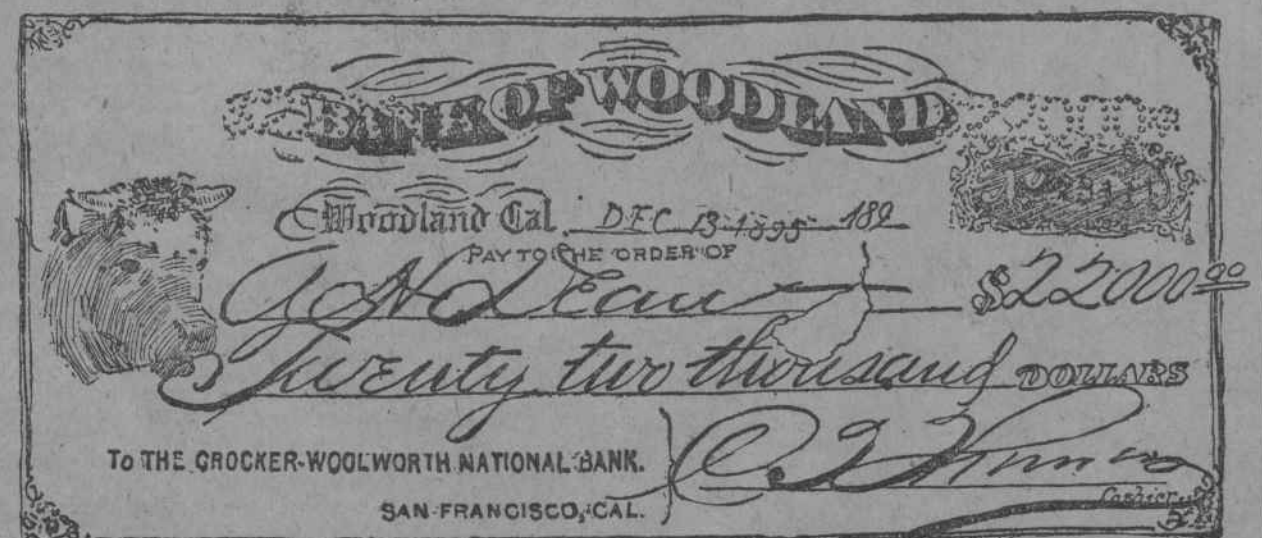 BANK OF WOODLAND
Woodland Cal. DEC 13 1895 189
PAY TO THE ORDER OF
A H Dean $22000 00
Twenty two thousand DOLLARS
TO THE CROCKER-WOOLWORTH NATIONAL BANK.
SAN FRANCISCO, CAL.
Cashier